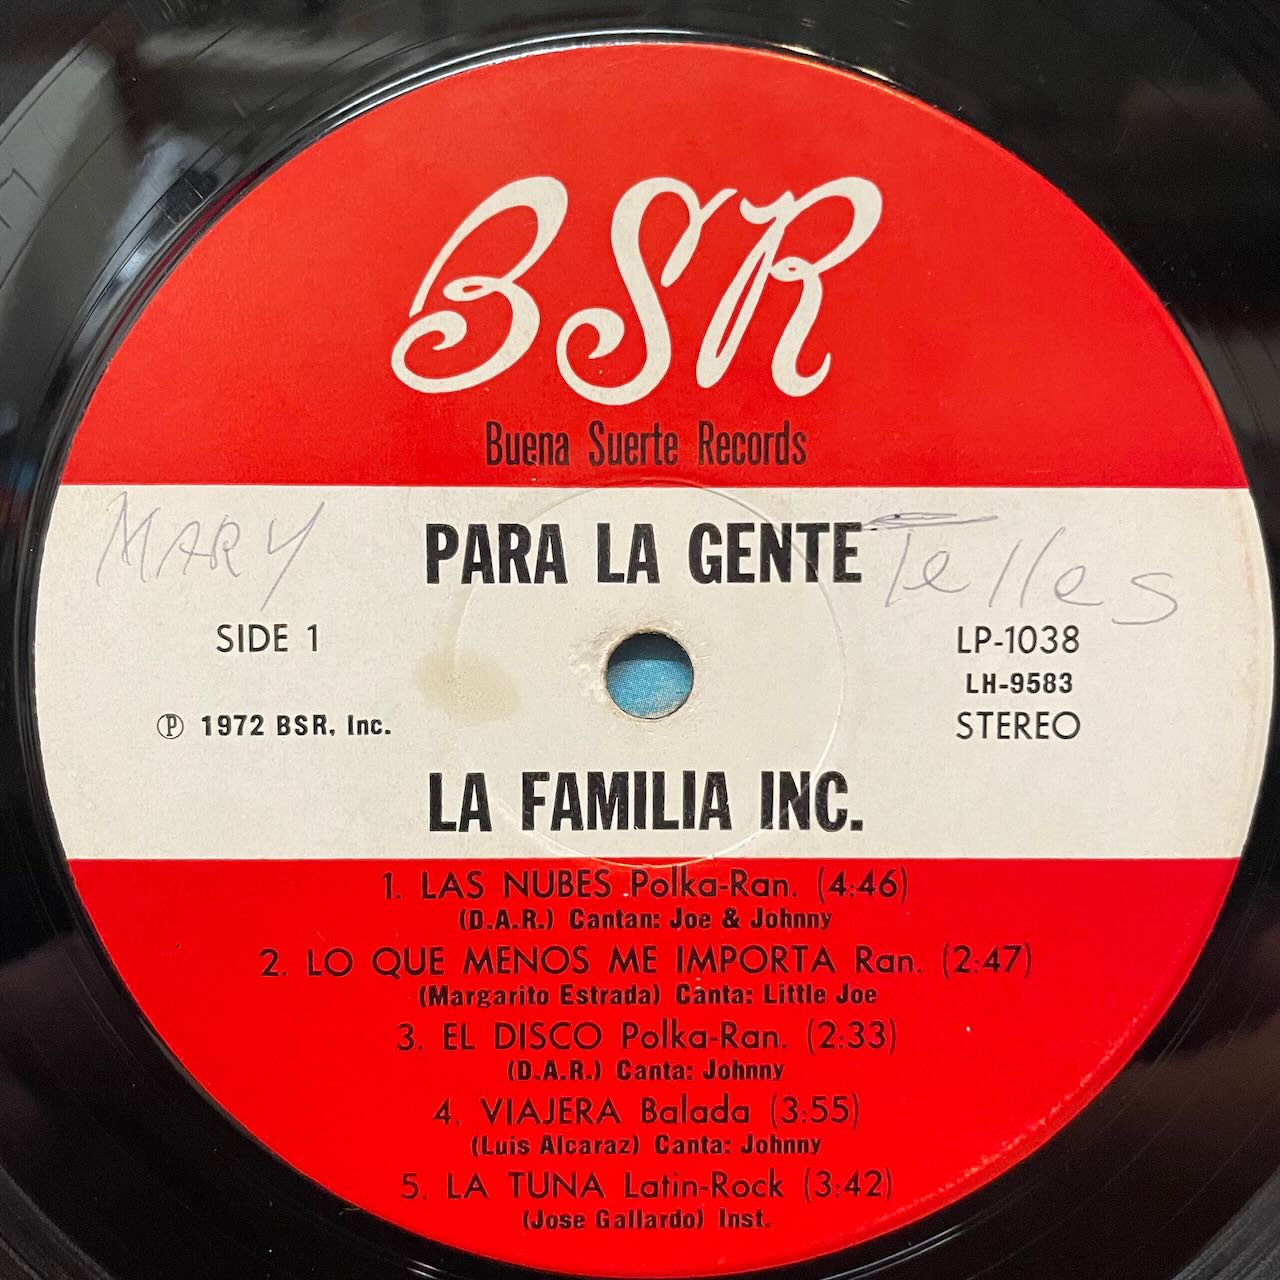 BSR
Buena Suerte Records
MARY Telles
PARA LA GENTE
SIDE 1
LP-1038
LH-9583
℗ 1972 BSR, Inc.
STEREO
LA FAMILIA INC.
1. LAS NUBES Polka-Ran. (4:46)
(D.A.R.) Cantan: Joe & Johnny
2. LO QUE MENOS ME IMPORTA Ran. (2:47)
(Margarito Estrada) Canta: Little Joe
3. EL DISCO Polka-Ran. (2:33)
(D.A.R.) Canta: Johnny
4. VIAJERA Balada (3:55)
(Luis Alcaraz) Canta: Johnny
5. LA TUNA Latin-Rock (3:42)
(Jose Gallardo) Inst.